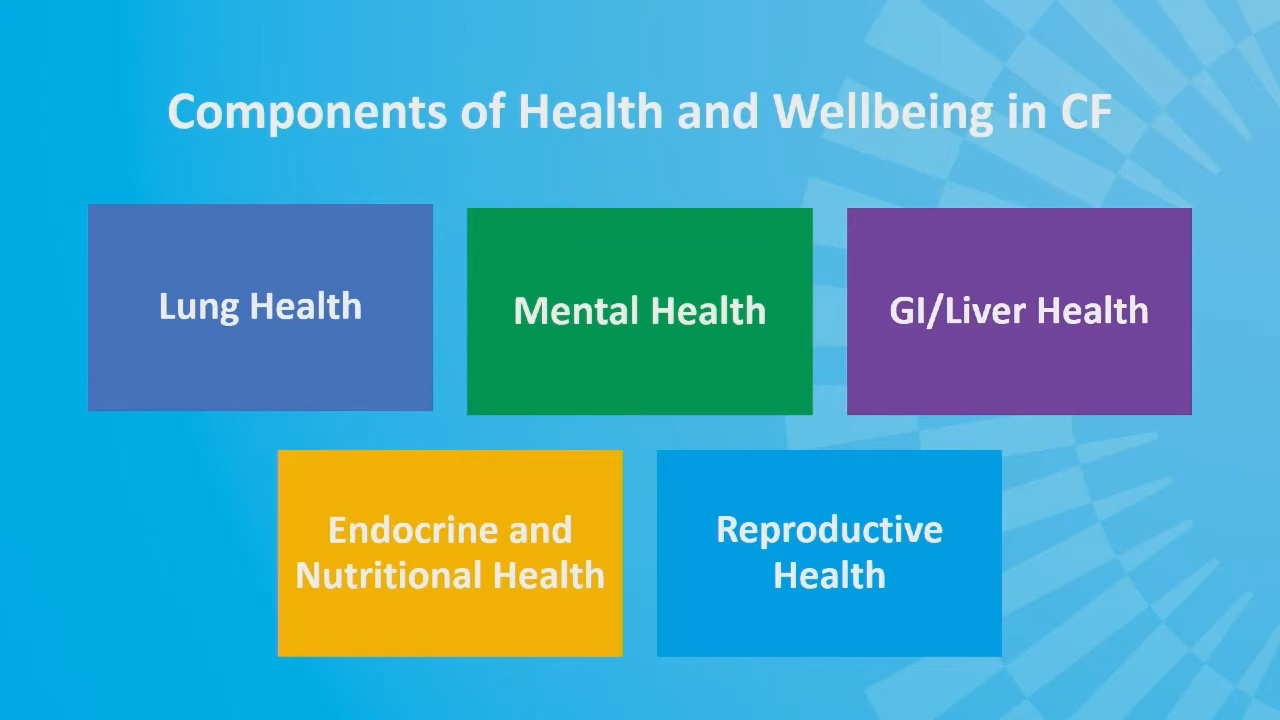 Components of Health and Wellbeing in CF
Lung Health
Mental Health
GI/Liver Health
Endocrine and
Nutritional Health
Reproductive
Health